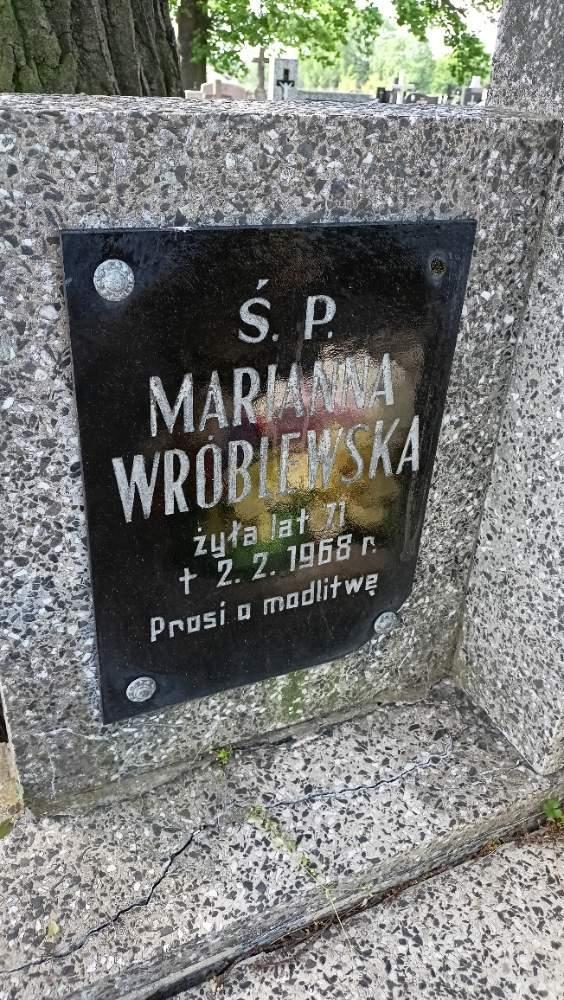 Ś. P.
MARIANNA
WRÓBLEWSKA
żyła lat 71
† 2. 2. 1968 r.
Prosi o modlitwę